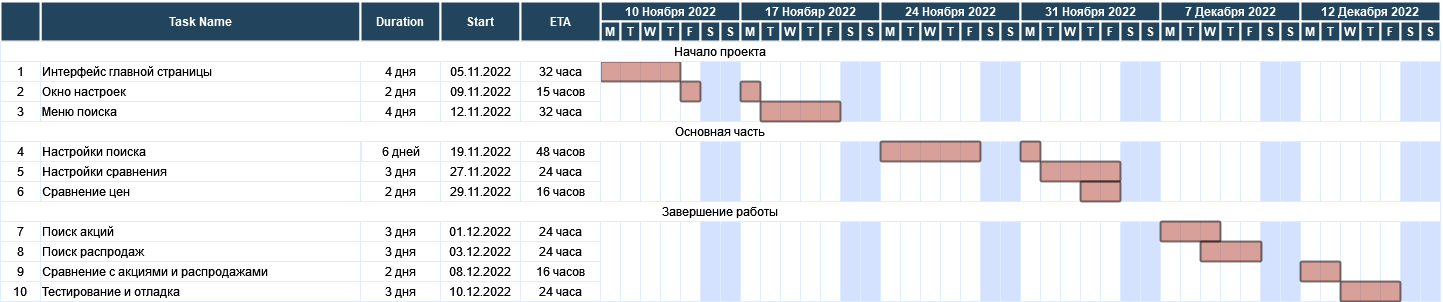 Task Name Duration Start ETA 10 Ноября 2022 17 Ноябяр 2022 24 Ноября 2022 31 Ноября 2022 7 Декабря 2022 12 Декабря 2022
M T W T F S S M T W T F S S M T W T F S S M T W T F S S M T W T F S S M T W T F S S
Начало проекта
1 Интерфейс главной страницы 4 дня 05.11.2022 32 часа
2 Окно настроек 2 дня 09.11.2022 15 часов
3 Меню поиска 4 дня 12.11.2022 32 часа
Основная часть
4 Настройки поиска 6 дней 19.11.2022 48 часов
5 Настройки сравнения 3 дня 27.11.2022 24 часа
6 Сравнение цен 2 дня 29.11.2022 16 часов
Завершение работы
7 Поиск акций 3 дня 01.12.2022 24 часа
8 Поиск распродаж 3 дня 03.12.2022 24 часа
9 Сравнение с акциями и распродажами 2 дня 08.12.2022 16 часов
10 Тестирование и отладка 3 дня 10.12.2022 24 часа